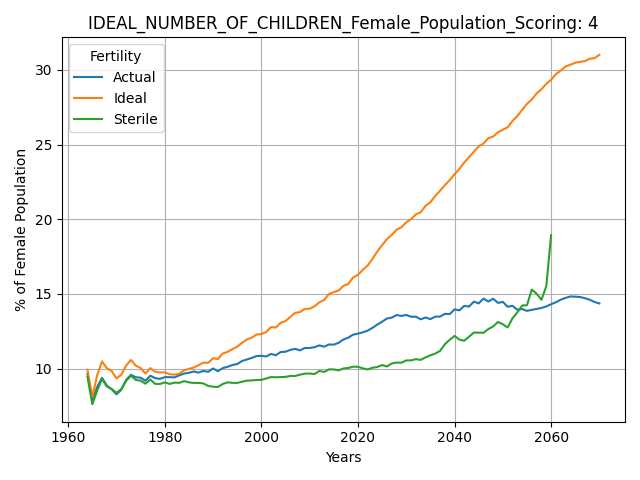 IDEAL_NUMBER_OF_CHILDREN_Female_Population_Scoring: 4
Fertility
Actual
Ideal
Sterile
% of Female Population
30
25
20
15
10
1960 1980 2000 2020 2040 2060
Years